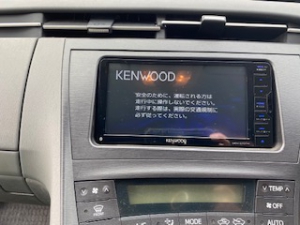 KENWOOD
安全のために、運転される方は
走行中に操作しないでください。
走行する際は、実際の交通規制に
必ず従ってください。
KENWOOD
TEMP
OFF
MODE
AUTO